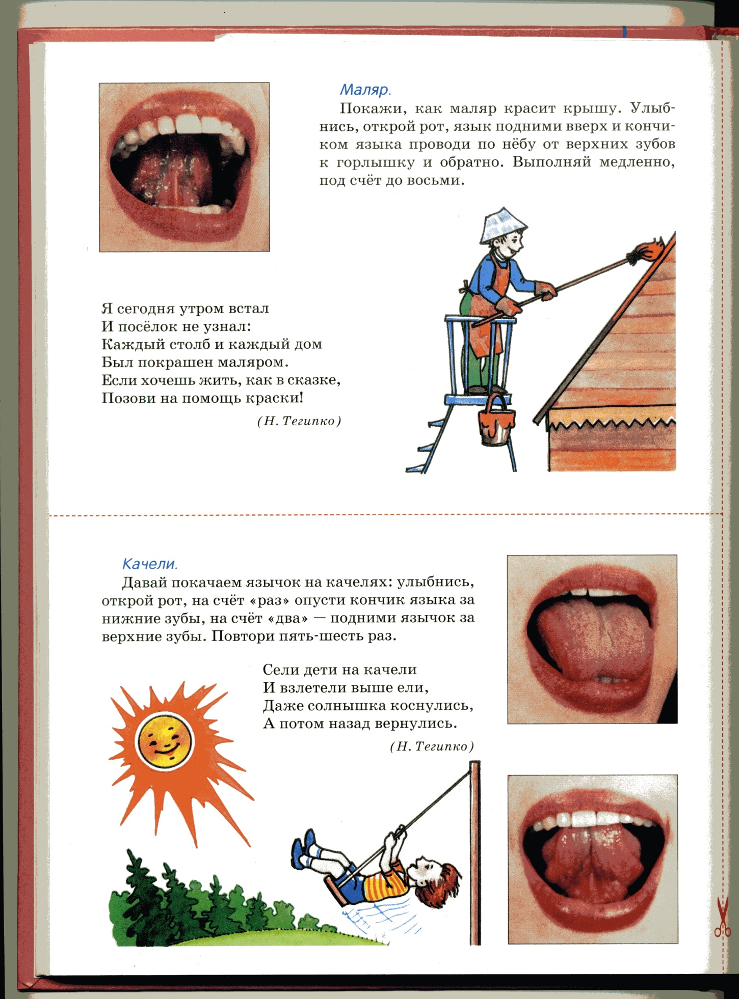 Маляр.
Покажи, как маляр красит крышу. Улыб-
нись, открой рот, язык подними вверх и кончи-
ком языка проводи по нёбу от верхних зубов
к горлышку и обратно. Выполняй медленно,
под счёт до восьми.
Я сегодня утром встал
И посёлок не узнал:
Каждый столб и каждый дом
Был покрашен маляром.
Если хочешь жить, как в сказке,
Позови на помощь краски!
(Н. Тегипко)
Качели.
Давай покачаем язычок на качелях: улыбнись,
открой рот, на счёт «раз» опусти кончик языка за
нижние зубы, на счёт «два» — подними язычок за
верхние зубы. Повтори пять-шесть раз.
Сели дети на качели
И взлетели выше ели,
Даже солнышка коснулись,
А потом назад вернулись.
(Н. Тегипко)